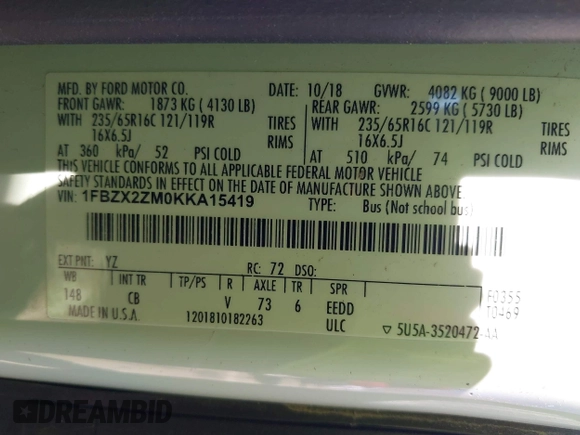 MFD. BY FORD MOTOR CO. DATE: 10/18 GVWR: 4082 KG ( 9000 LB)
FRONT GAWR: 1873 KG ( 4130 LB) REAR GAWR: 2599 KG ( 5730 LB)
WITH 235/65R16C 121/119R TIRES WITH 235/65R16C 121/119R TIRES
16X6.5J RIMS 16X6.5J RIMS
AT 360 kPa/ 52 PSI COLD AT 510 kPa/ 74 PSI COLD
THIS VEHICLE CONFORMS TO ALL APPLICABLE FEDERAL MOTOR VEHICLE
SAFETY STANDARDS IN EFFECT ON THE DATE OF MANUFACTURE SHOWN ABOVE.
VIN: 1FBZX2ZM0KKA15419 TYPE: Bus (Not school bus)
EXT PNT: YZ RC: 72 DSO:
WB INT TR TP/PS R AXLE TR SPR
148 CB V 73 6 EEDD
ULC
F0355
T0469
MADE IN U.S.A. 1201810182263 ▽ 5U5A-3520472-AA
DREAMBID